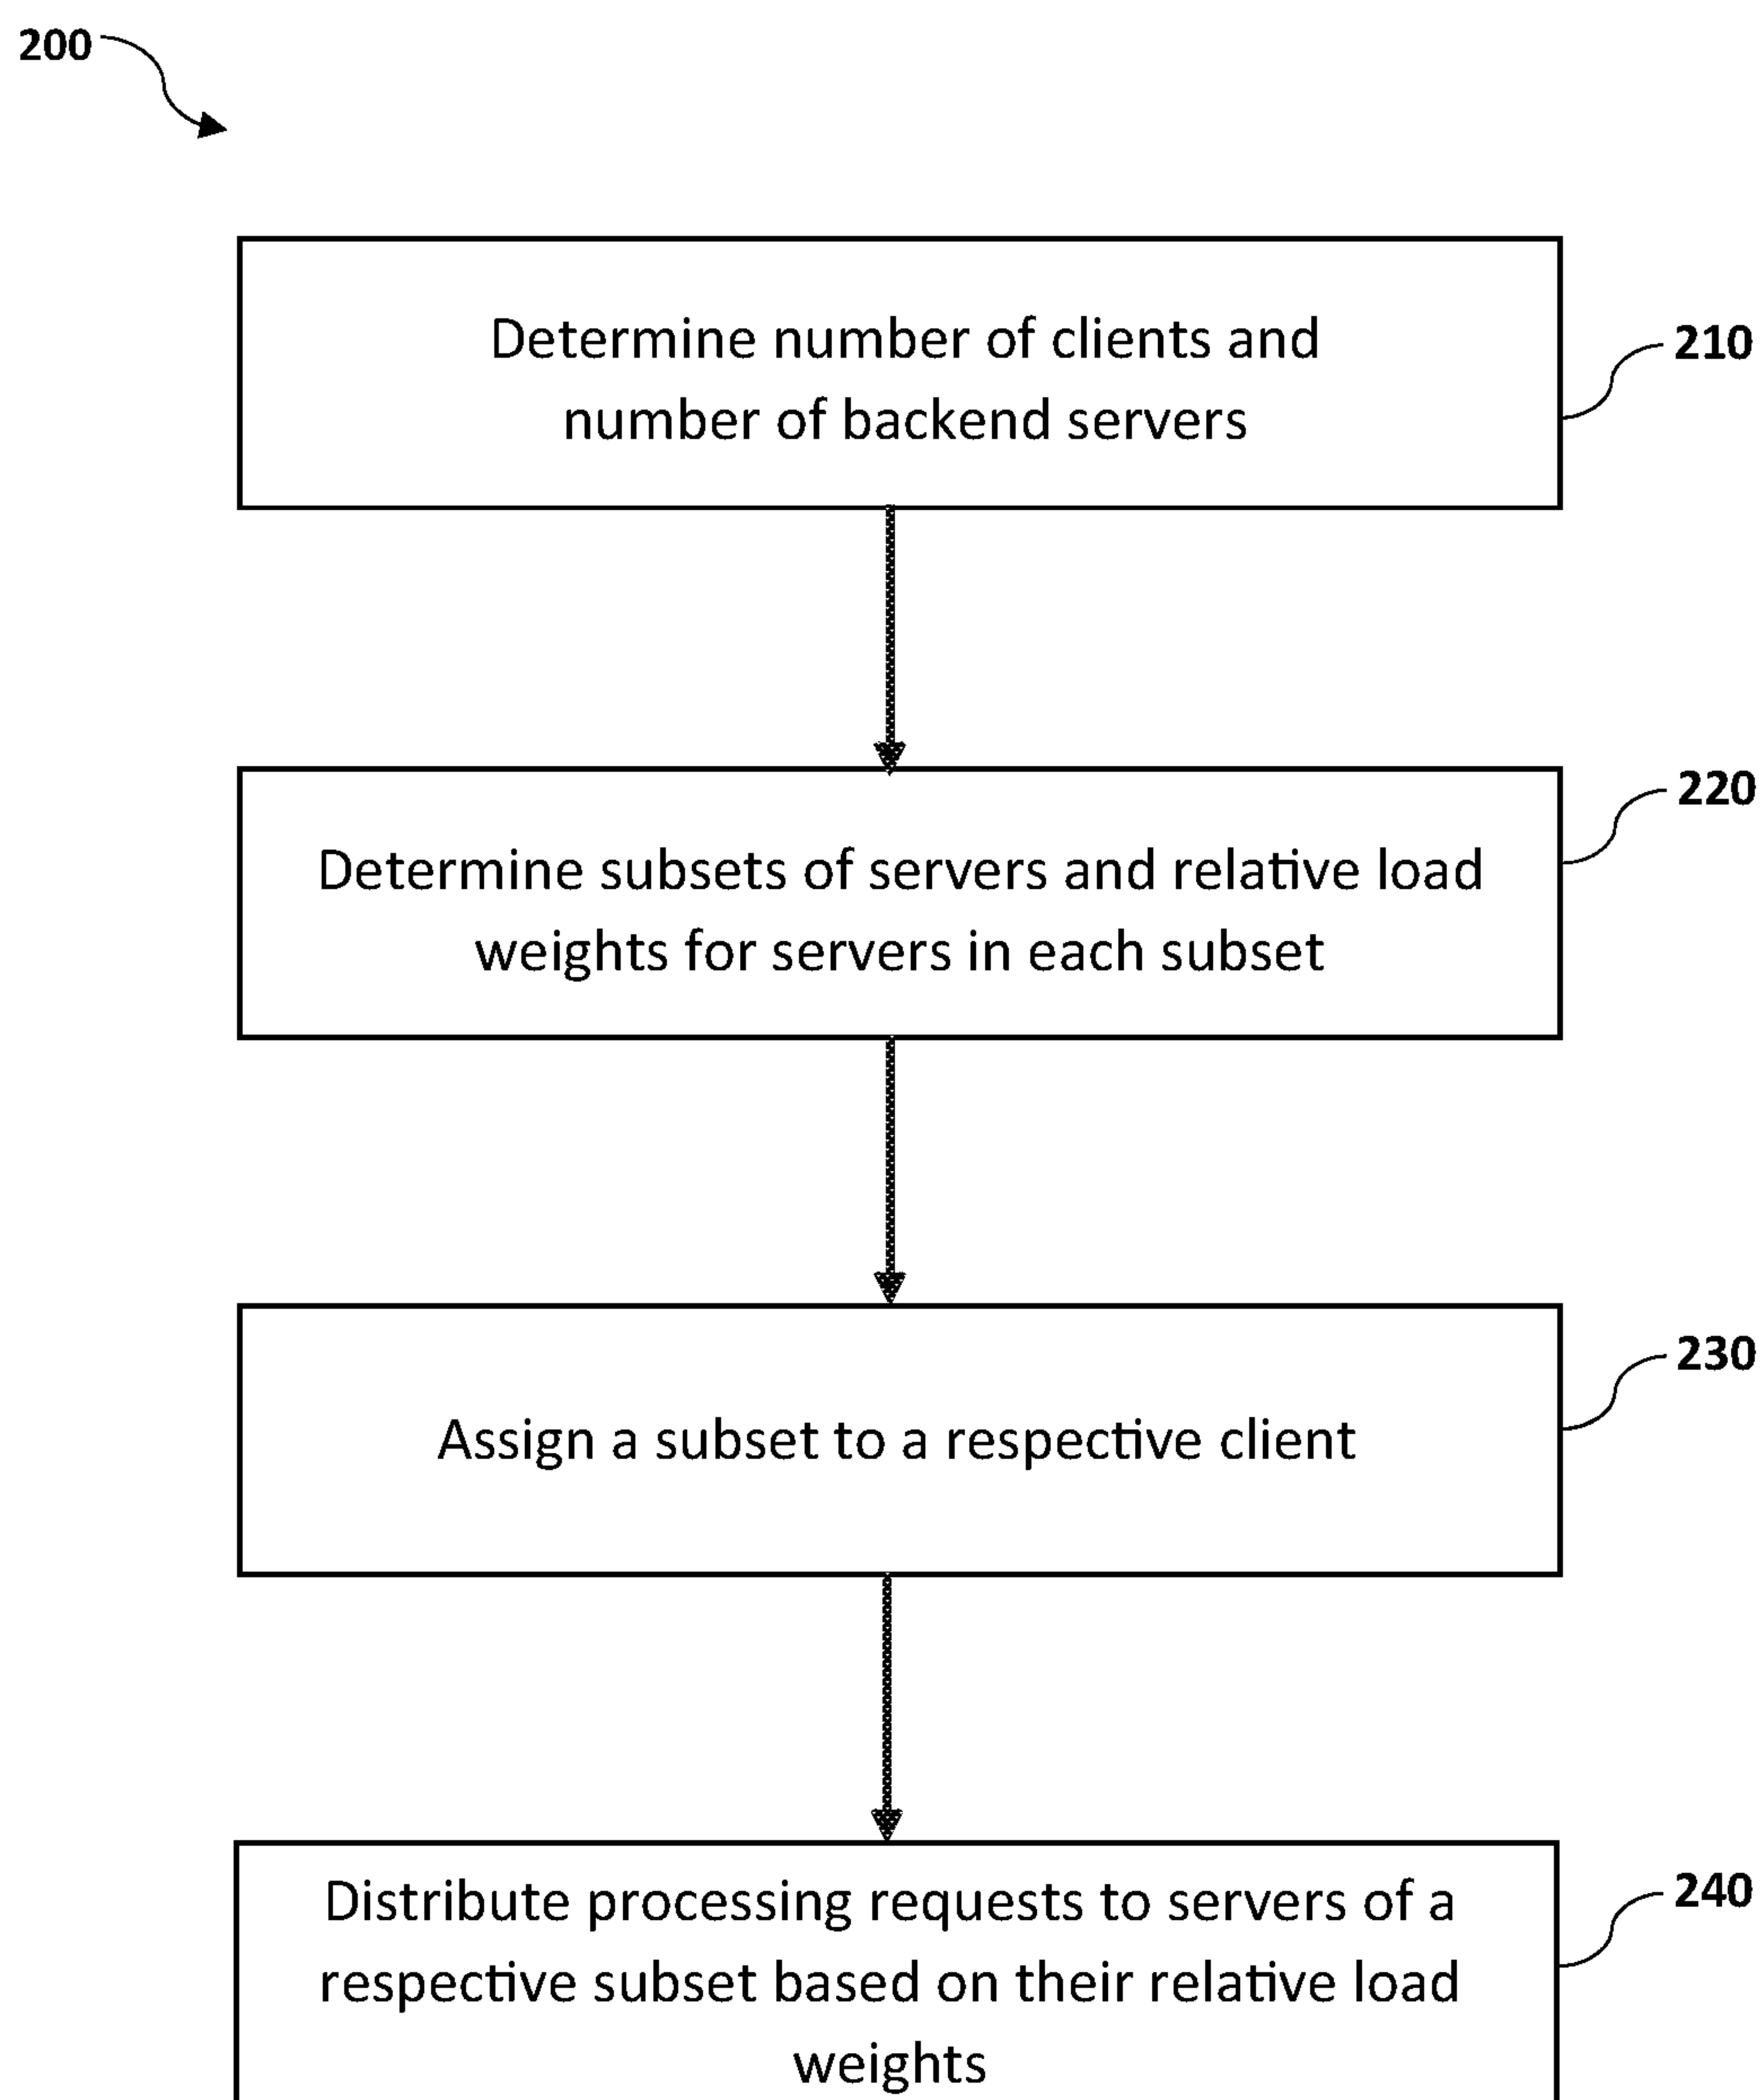 200
Determine number of clients and
number of backend servers
210
Determine subsets of servers and relative load
weights for servers in each subset
220
Assign a subset to a respective client
230
Distribute processing requests to servers of a
respective subset based on their relative load
weights
240